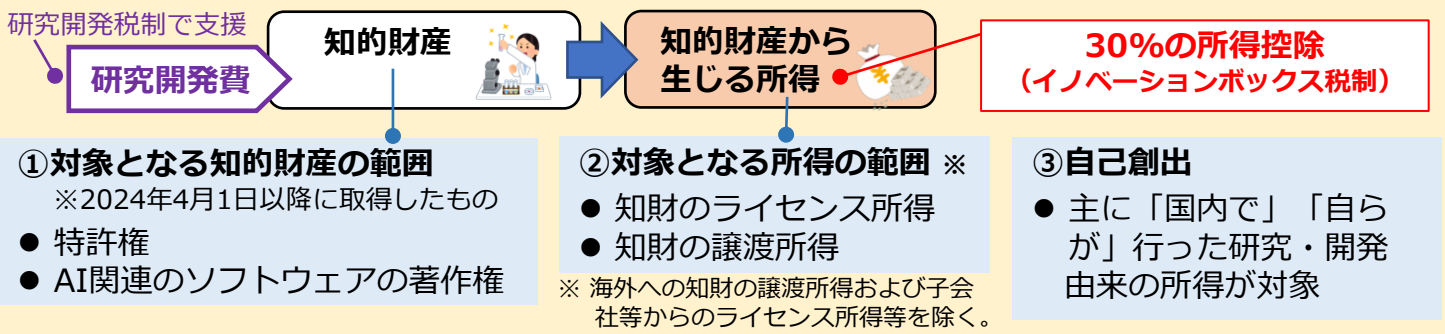 研究開発税制で支援
研究開発費
知的財産
知的財産から
生じる所得
30%の所得控除
（イノベーションボックス税制）
①対象となる知的財産の範囲
※2024年4月1日以降に取得したもの
● 特許権
● AI関連のソフトウェアの著作権
②対象となる所得の範囲 ※
● 知財のライセンス所得
● 知財の譲渡所得
※ 海外への知財の譲渡所得および子会
社等からのライセンス所得等を除く。
③自己創出
● 主に「国内で」「自ら
が」行った研究・開発
由来の所得が対象